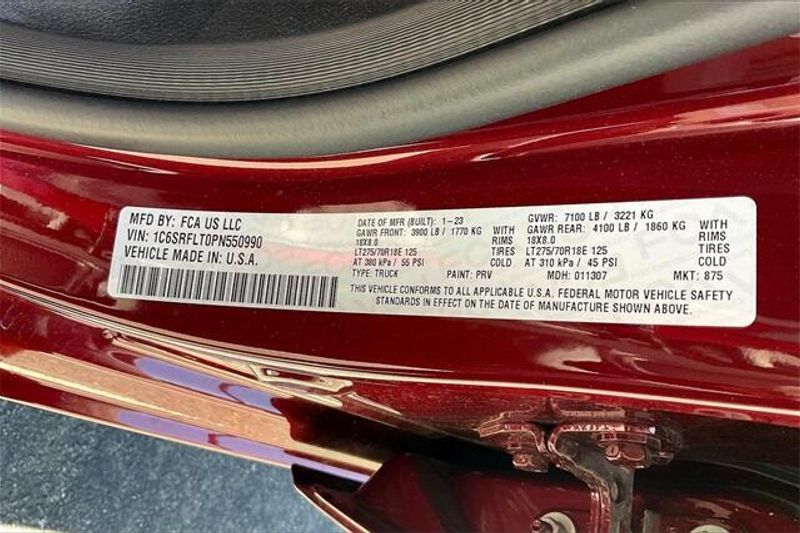 MFD BY: FCA US LLC
VIN: 1C6SRFLT0PN550990
VEHICLE MADE IN: U.S.A.
DATE OF MFR (BUILT): 1-23
GAWR FRONT: 3900 LB / 1770 KG WITH
18X8.0 TIRES
LT275/70R18E 125 RIMS
AT 380 kPa / 55 PSI COLD
TYPE: TRUCK PAINT: PRV
GVWR: 7100 LB / 3221 KG
GAWR REAR: 4100 LB / 1860 KG WITH
18X8.0 RIMS
LT275/70R18E 125 TIRES
AT 310 kPa / 45 PSI COLD
MDH: 011307 MKT: 875
THIS VEHICLE CONFORMS TO ALL APPLICABLE U.S.A. FEDERAL MOTOR VEHICLE SAFETY
STANDARDS IN EFFECT ON THE DATE OF MANUFACTURE SHOWN ABOVE.